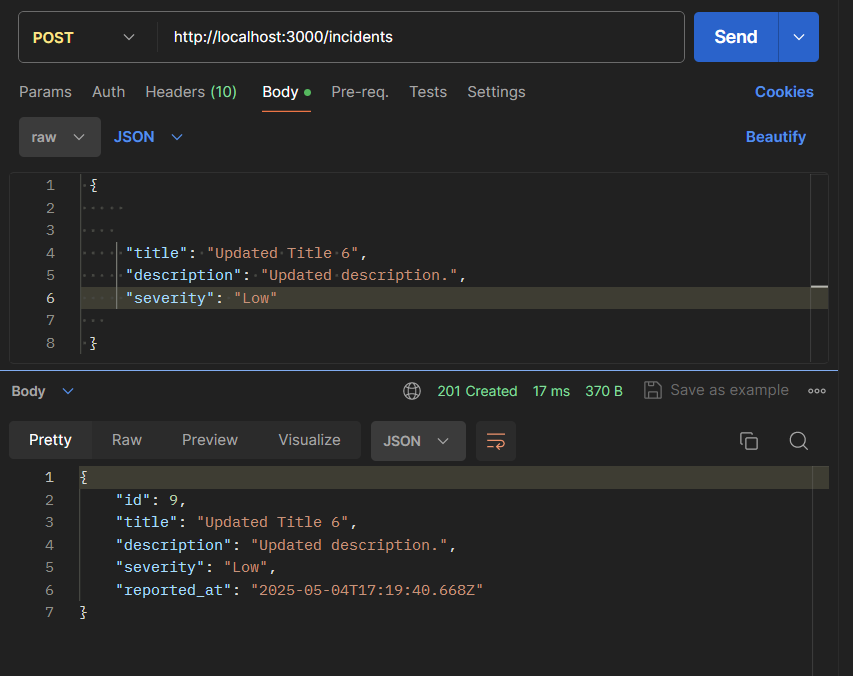 POST http://localhost:3000/incidents Send
Params Auth Headers (10) Body Pre-req. Tests Settings Cookies
raw JSON Beautify
1 {
2
3
4 "title": "Updated Title 6",
5 "description": "Updated description.",
6 "severity": "Low"
7
8 }
Body 201 Created 17 ms 370 B Save as example
Pretty Raw Preview Visualize JSON
1 {
2 "id": 9,
3 "title": "Updated Title 6",
4 "description": "Updated description.",
5 "severity": "Low",
6 "reported_at": "2025-05-04T17:19:40.668Z"
7 }